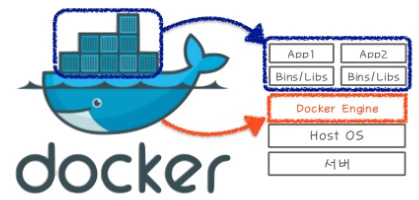 App1 App2
Bins/Libs Bins/Libs
Docker Engine
Host OS
서버
docker